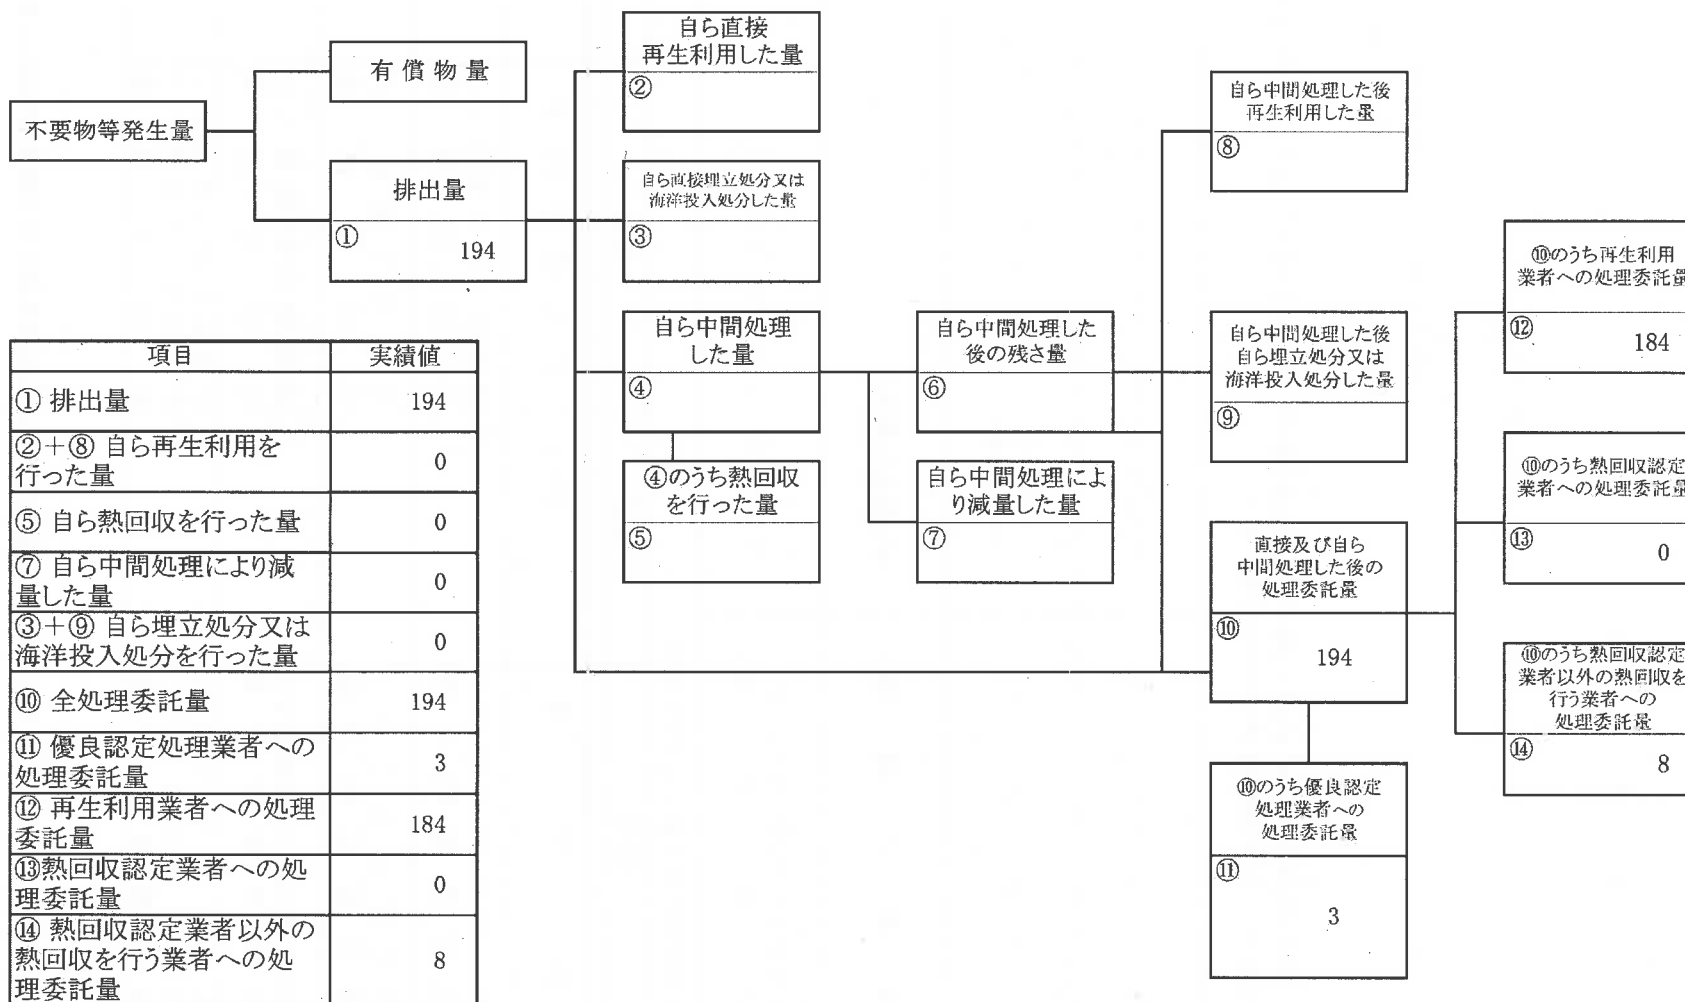 不要物等発生量
有償物量
排出量
①
194
自ら直接
再生利用した量
②
自ら直接埋立処分又は
海洋投入処分した量
③
自ら中間処理
した量
④
④のうち熱回収
を行った量
⑤
自ら中間処理した
後の残さ量
⑥
自ら中間処理によ
り減量した量
⑦
自ら中間処理した後
再生利用した量
⑧
自ら中間処理した後
自ら埋立処分又は
海洋投入処分した量
⑨
直接及び自ら
中間処理した後の
処理委託量
⑩
194
⑩のうち優良認定
処理業者への
処理委託量
⑪
3
⑩のうち再生利用
業者への処理委託量
⑫
184
⑩のうち熱回収認定
業者への処理委託量
⑬
0
⑩のうち熱回収認定
業者以外の熱回収を
行う業者への
処理委託量
⑭
8
項目 実績値
① 排出量 194
②+⑧ 自ら再生利用を
行った量 0
⑤ 自ら熱回収を行った量 0
⑦ 自ら中間処理により減
量した量 0
③+⑨ 自ら埋立処分又は
海洋投入処分を行った量 0
⑩ 全処理委託量 194
⑪ 優良認定処理業者への
処理委託量 3
⑫ 再生利用業者への処理
委託量 184
⑬熱回収認定業者への処
理委託量 0
⑭ 熱回収認定業者以外の
熱回収を行う業者への処
理委託量 8